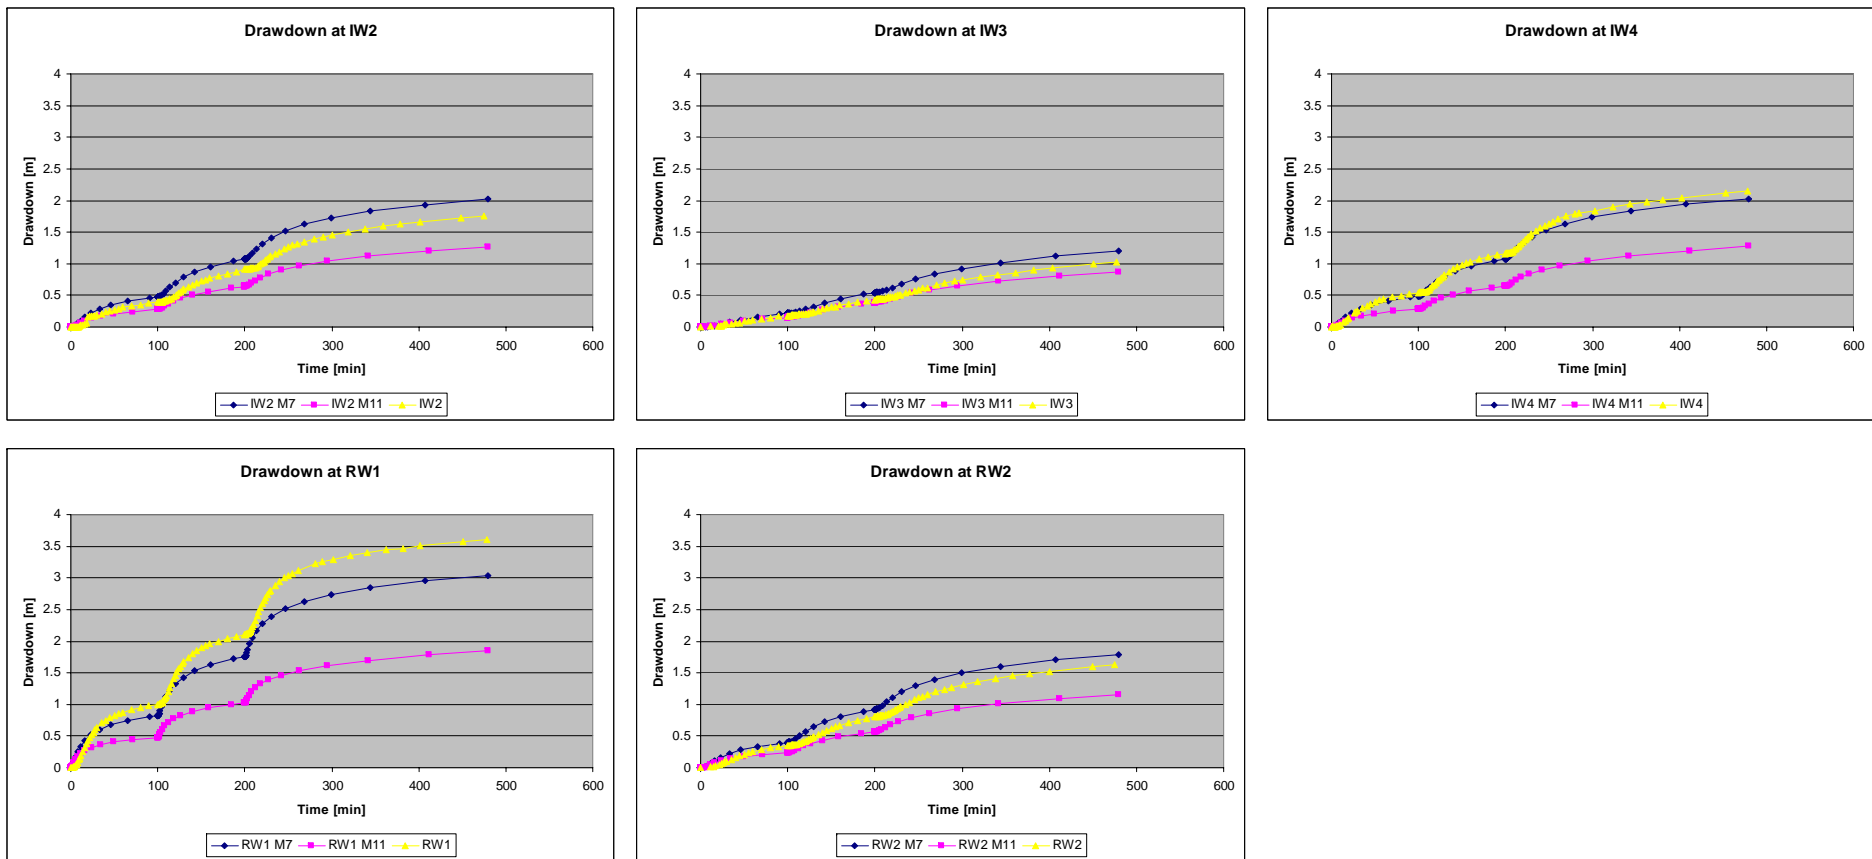 Drawdown at IW2
4
3.5
3
2.5
2
1.5
1
0.5
0
Drawdown [m]
0 100 200 300 400 500 600
Time [min]
IW2 M7 IW2 M11 IW2
Drawdown at IW3
4
3.5
3
2.5
2
1.5
1
0.5
0
Drawdown [m]
0 100 200 300 400 500 600
Time [min]
IW3 M7 IW3 M11 IW3
Drawdown at IW4
4
3.5
3
2.5
2
1.5
1
0.5
0
Drawdown [m]
0 100 200 300 400 500 600
Time [min]
IW4 M7 IW4 M11 IW4
Drawdown at RW1
4
3.5
3
2.5
2
1.5
1
0.5
0
Drawdown [m]
0 100 200 300 400 500 600
Time [min]
RW1 M7 RW1 M11 RW1
Drawdown at RW2
4
3.5
3
2.5
2
1.5
1
0.5
0
Drawdown [m]
0 100 200 300 400 500 600
Time [min]
RW2 M7 RW2 M11 RW2